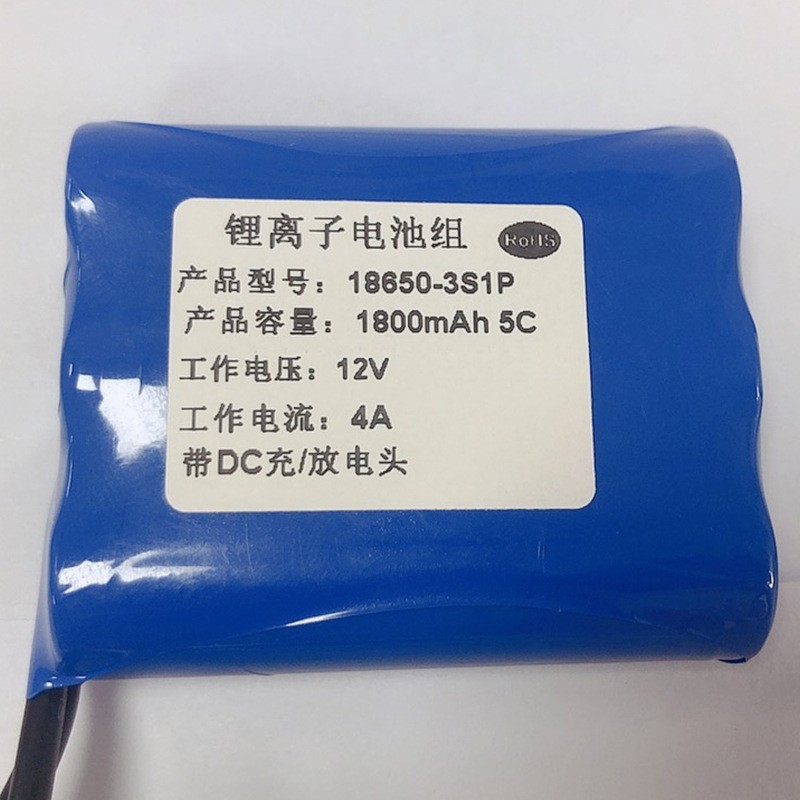 锂离子电池组 RoHS
产品型号：18650-3S1P
产品容量：1800mAh 5C
工作电压：12V
工作电流：4A
带DC充/放电头